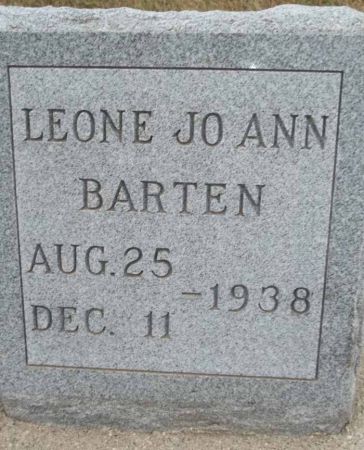 LEONE JO ANN
BARTEN
AUG. 25
DEC. 11 - 1938